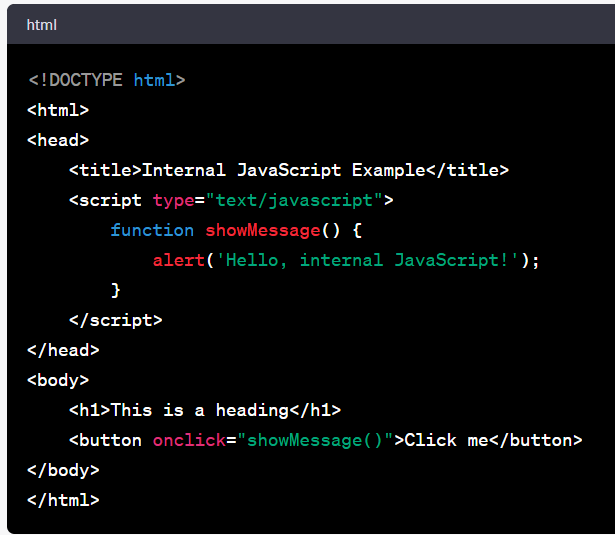 html
<!DOCTYPE html>
<html>
<head>
    <title>Internal JavaScript Example</title>
    <script type="text/javascript">
        function showMessage() {
            alert('Hello, internal JavaScript!');
        }
    </script>
</head>
<body>
    <h1>This is a heading</h1>
    <button onclick="showMessage()">Click me</button>
</body>
</html>